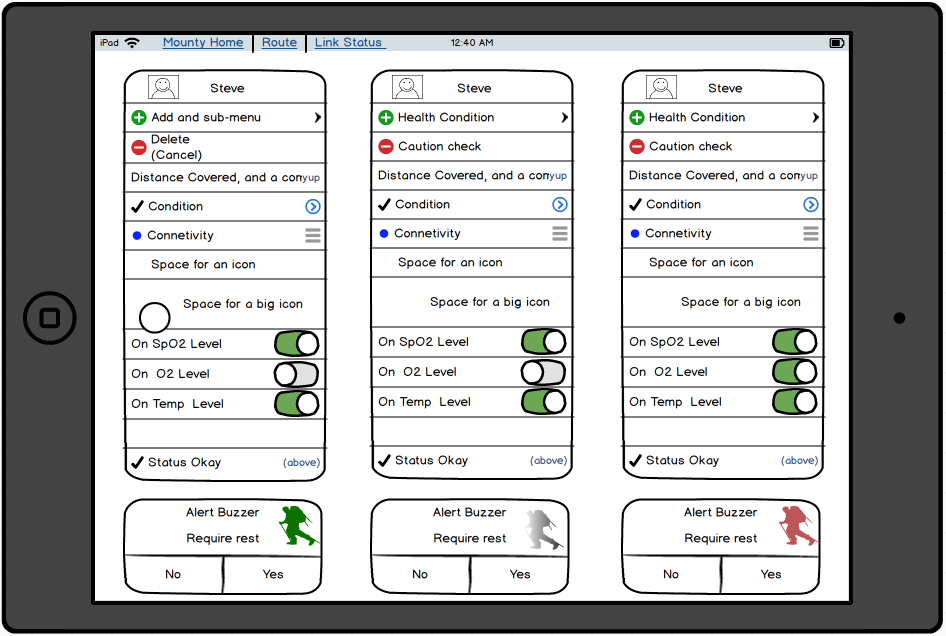 iPad Mounty Home Route Link Status 12:40 AM
Steve
Add and sub-menu
Delete
(Cancel)
Distance Covered, and a com yup
Condition
Connetivity
Space for an icon
Space for a big icon
On SpO2 Level
On O2 Level
On Temp Level
Status Okay (above)
Alert Buzzer
Require rest
No Yes
Steve
Health Condition
Caution check
Distance Covered, and a com yup
Condition
Connetivity
Space for an icon
Space for a big icon
On SpO2 Level
On O2 Level
On Temp Level
Status Okay (above)
Alert Buzzer
Require rest
No Yes
Steve
Health Condition
Caution check
Distance Covered, and a com yup
Condition
Connetivity
Space for an icon
Space for a big icon
On SpO2 Level
On O2 Level
On Temp Level
Status Okay (above)
Alert Buzzer
Require rest
No Yes